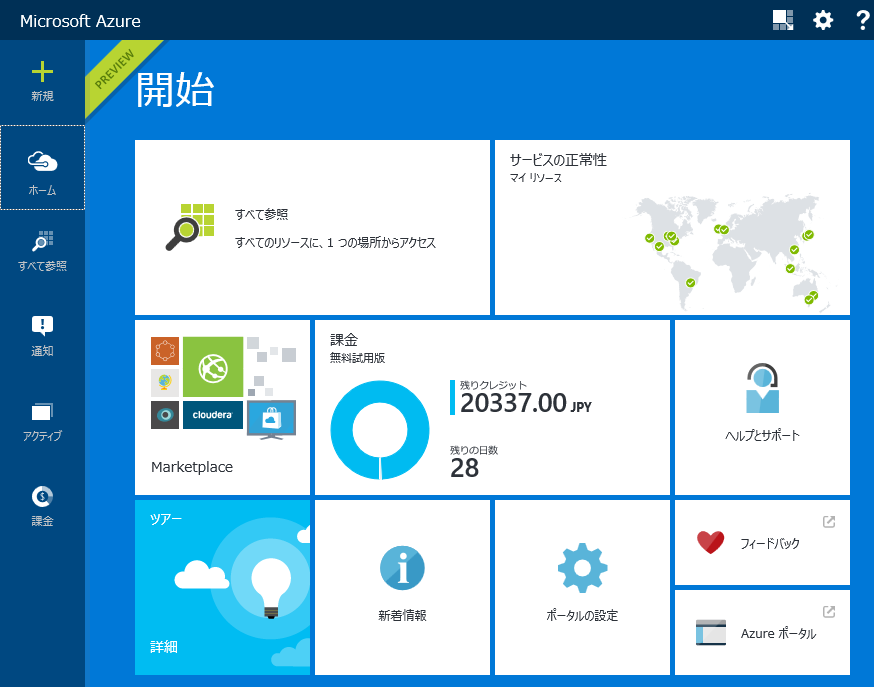 Microsoft Azure
新規
ホーム
すべて参照
通知
アクティブ
課金
PREVIEW
開始
すべて参照
すべてのリソースに、1 つの場所からアクセス
サービスの正常性
マイ リソース
cloudera
Marketplace
課金
無料試用版
残りクレジット
20337.00 JPY
残りの日数
28
ヘルプとサポート
ツアー
詳細
新着情報
ポータルの設定
フィードバック
Azure ポータル